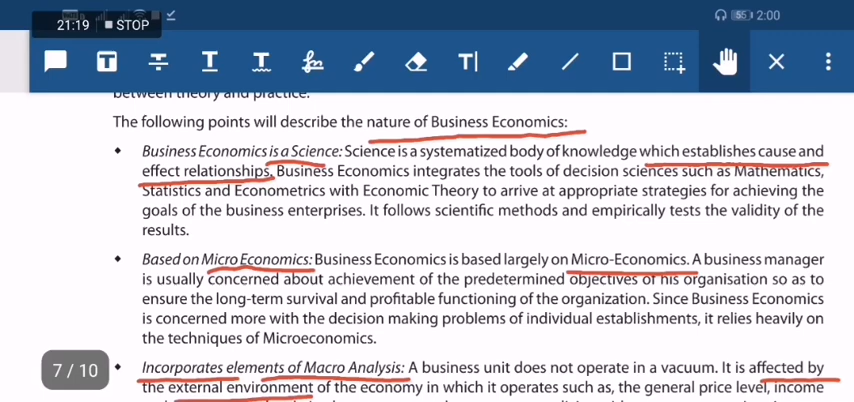 21:19 STOP
55 2:00
between theory and practice.
The following points will describe the nature of Business Economics:
Business Economics is a Science: Science is a systematized body of knowledge which establishes cause and
effect relationships. Business Economics integrates the tools of decision sciences such as Mathematics,
Statistics and Econometrics with Economic Theory to arrive at appropriate strategies for achieving the
goals of the business enterprises. It follows scientific methods and empirically tests the validity of the
results.
Based on Micro Economics: Business Economics is based largely on Micro-Economics. A business manager
is usually concerned about achievement of the predetermined objectives of his organisation so as to
ensure the long-term survival and profitable functioning of the organization. Since Business Economics
is concerned more with the decision making problems of individual establishments, it relies heavily on
the techniques of Microeconomics.
7 / 10
Incorporates elements of Macro Analysis: A business unit does not operate in a vacuum. It is affected by
the external environment of the economy in which it operates such as, the general price level, income